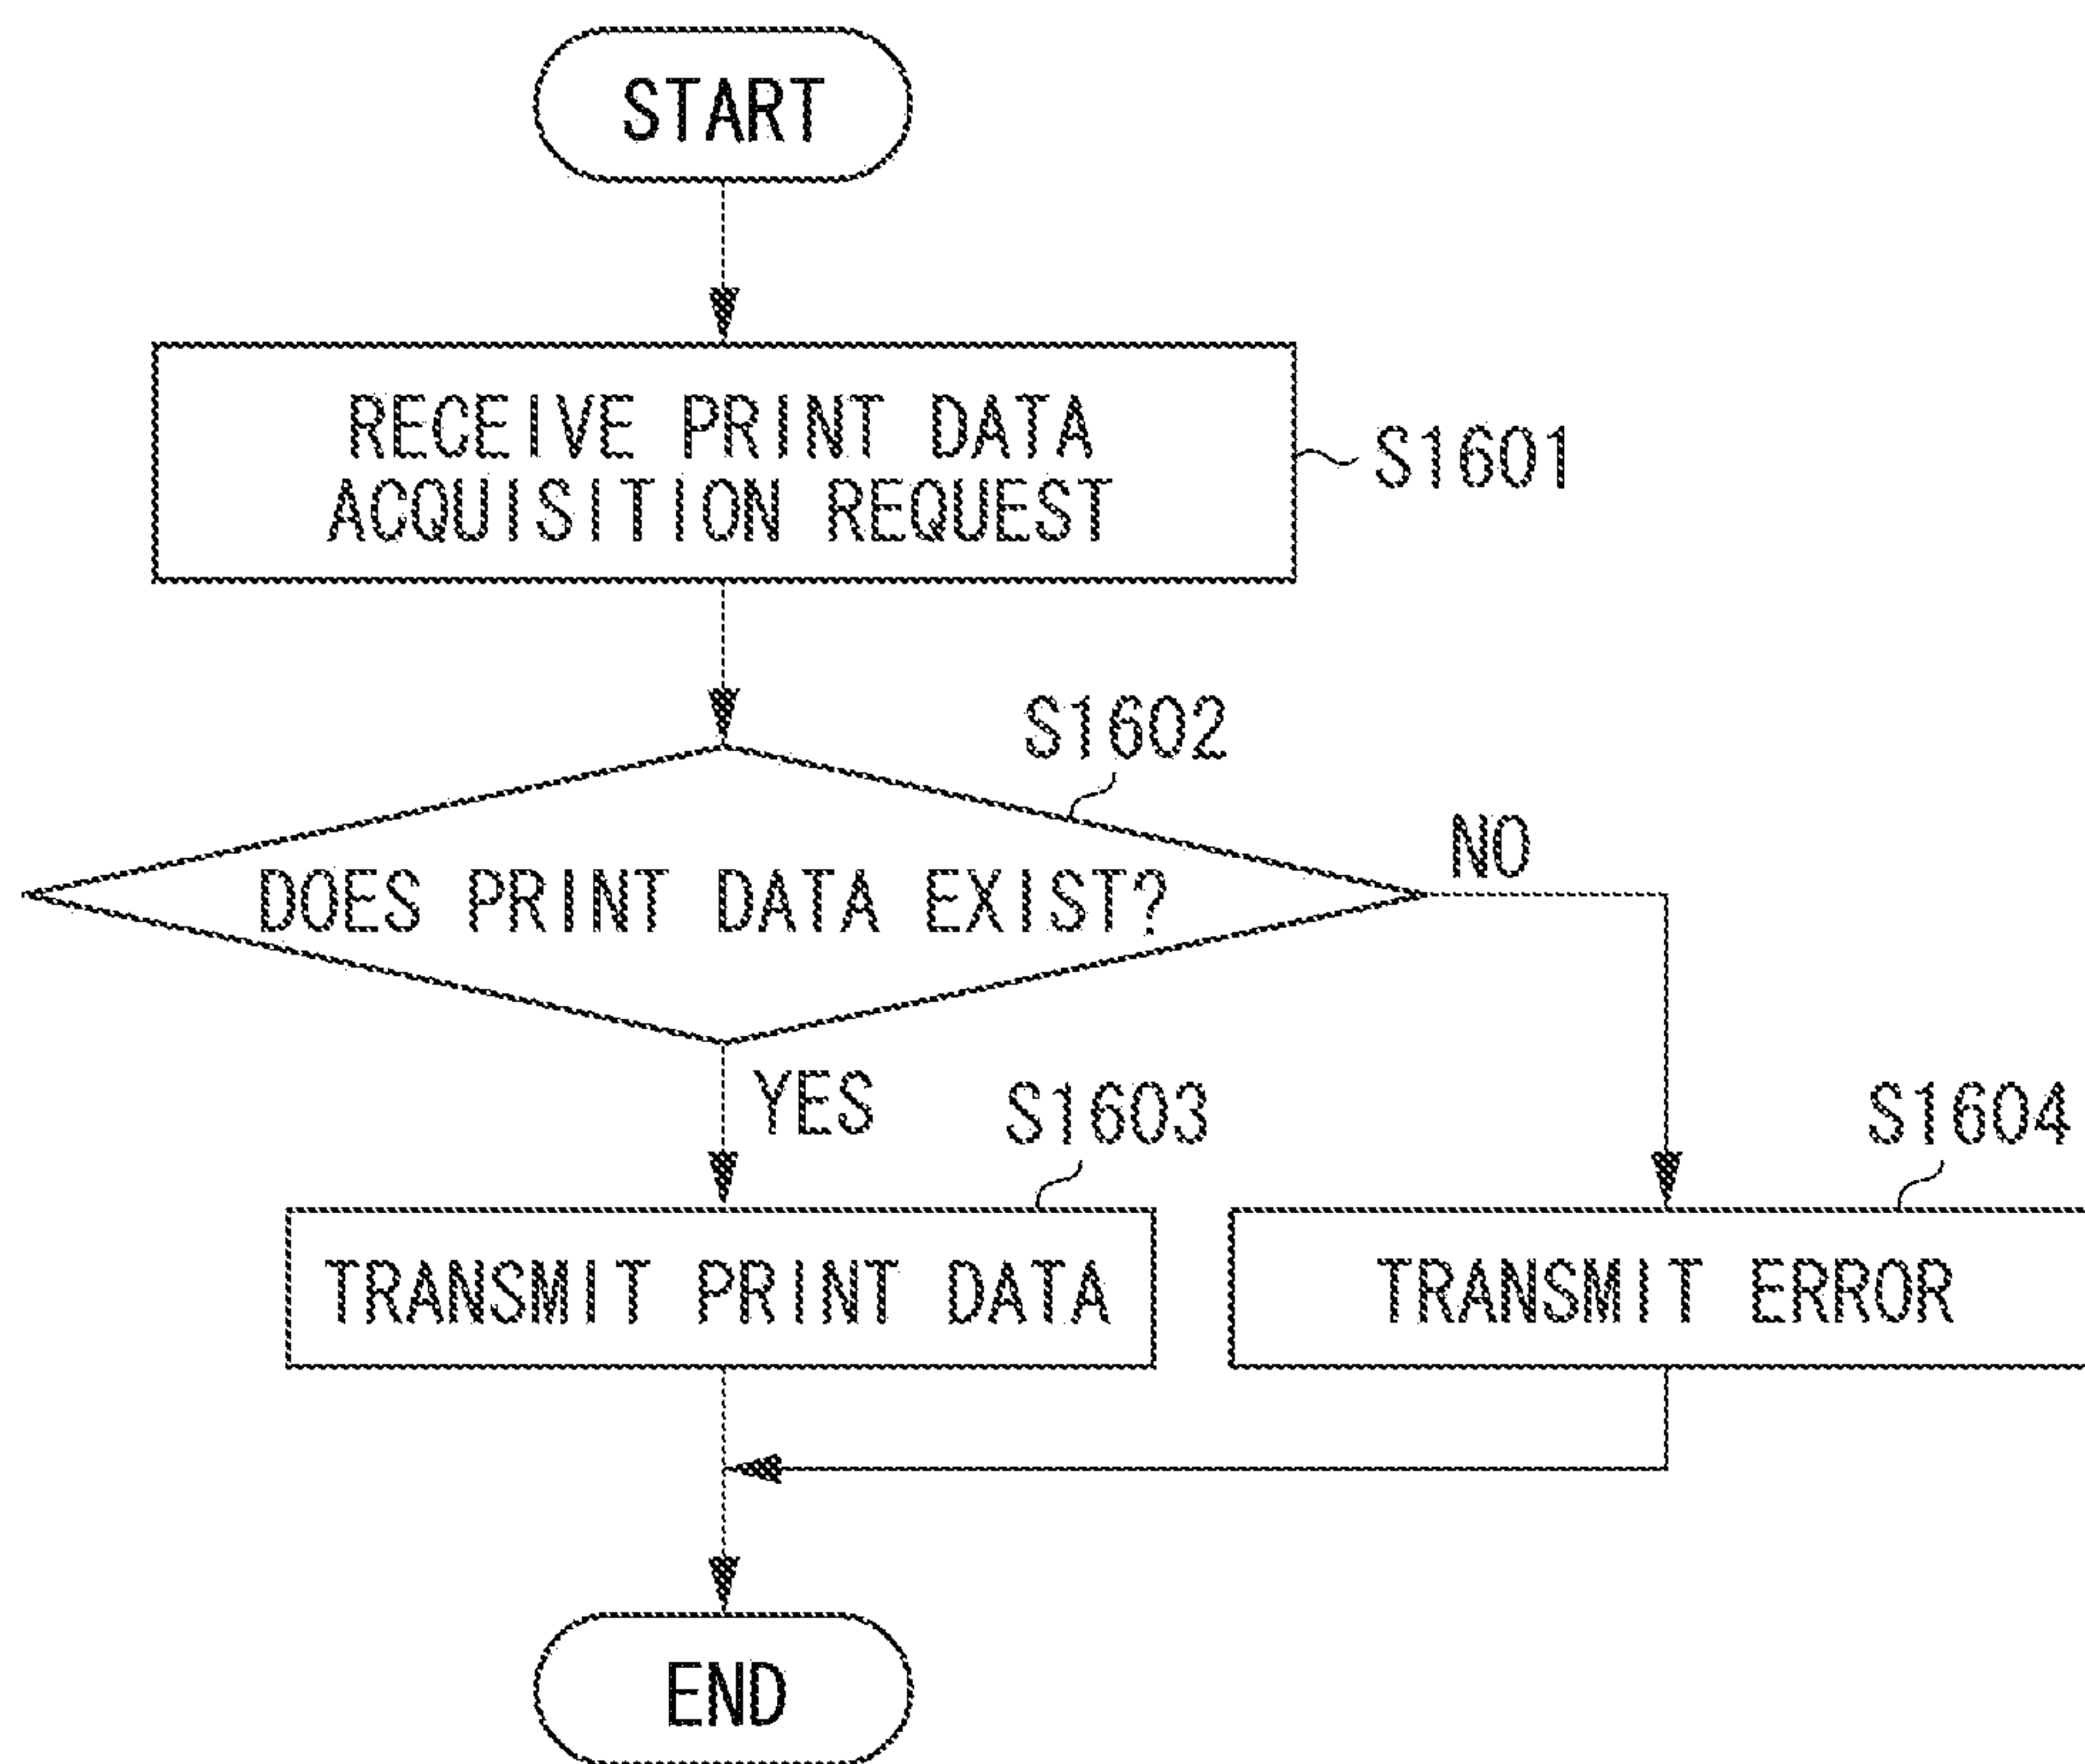 START
RECEIVE PRINT DATA
ACQUISITION REQUEST
S1601
S1602
DOES PRINT DATA EXIST?
NO
YES
S1603
S1604
TRANSMIT PRINT DATA
TRANSMIT ERROR
END